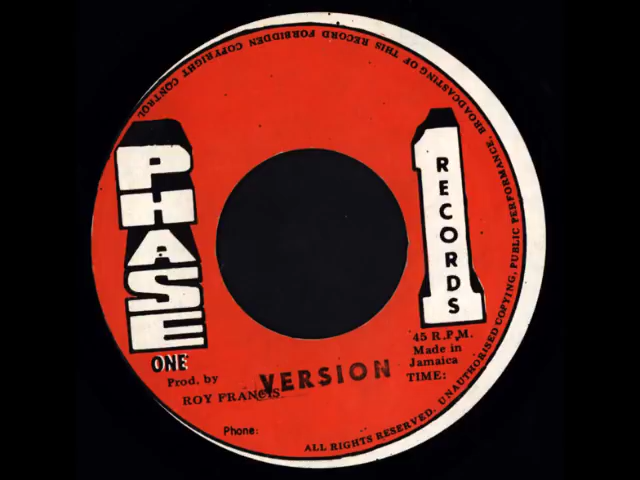 UNAUTHORISED COPYING, PUBLIC PERFORMANCE, BROADCASTING OF THIS RECORD FORBIDDEN COPYRIGHT CONTROL
PHASE
ONE
1
RECORDS
45 R.P.M.
Made in
Jamaica
TIME:
Prod. by
ROY FRANCIS
VERSION
Phone:
ALL RIGHTS RESERVED.